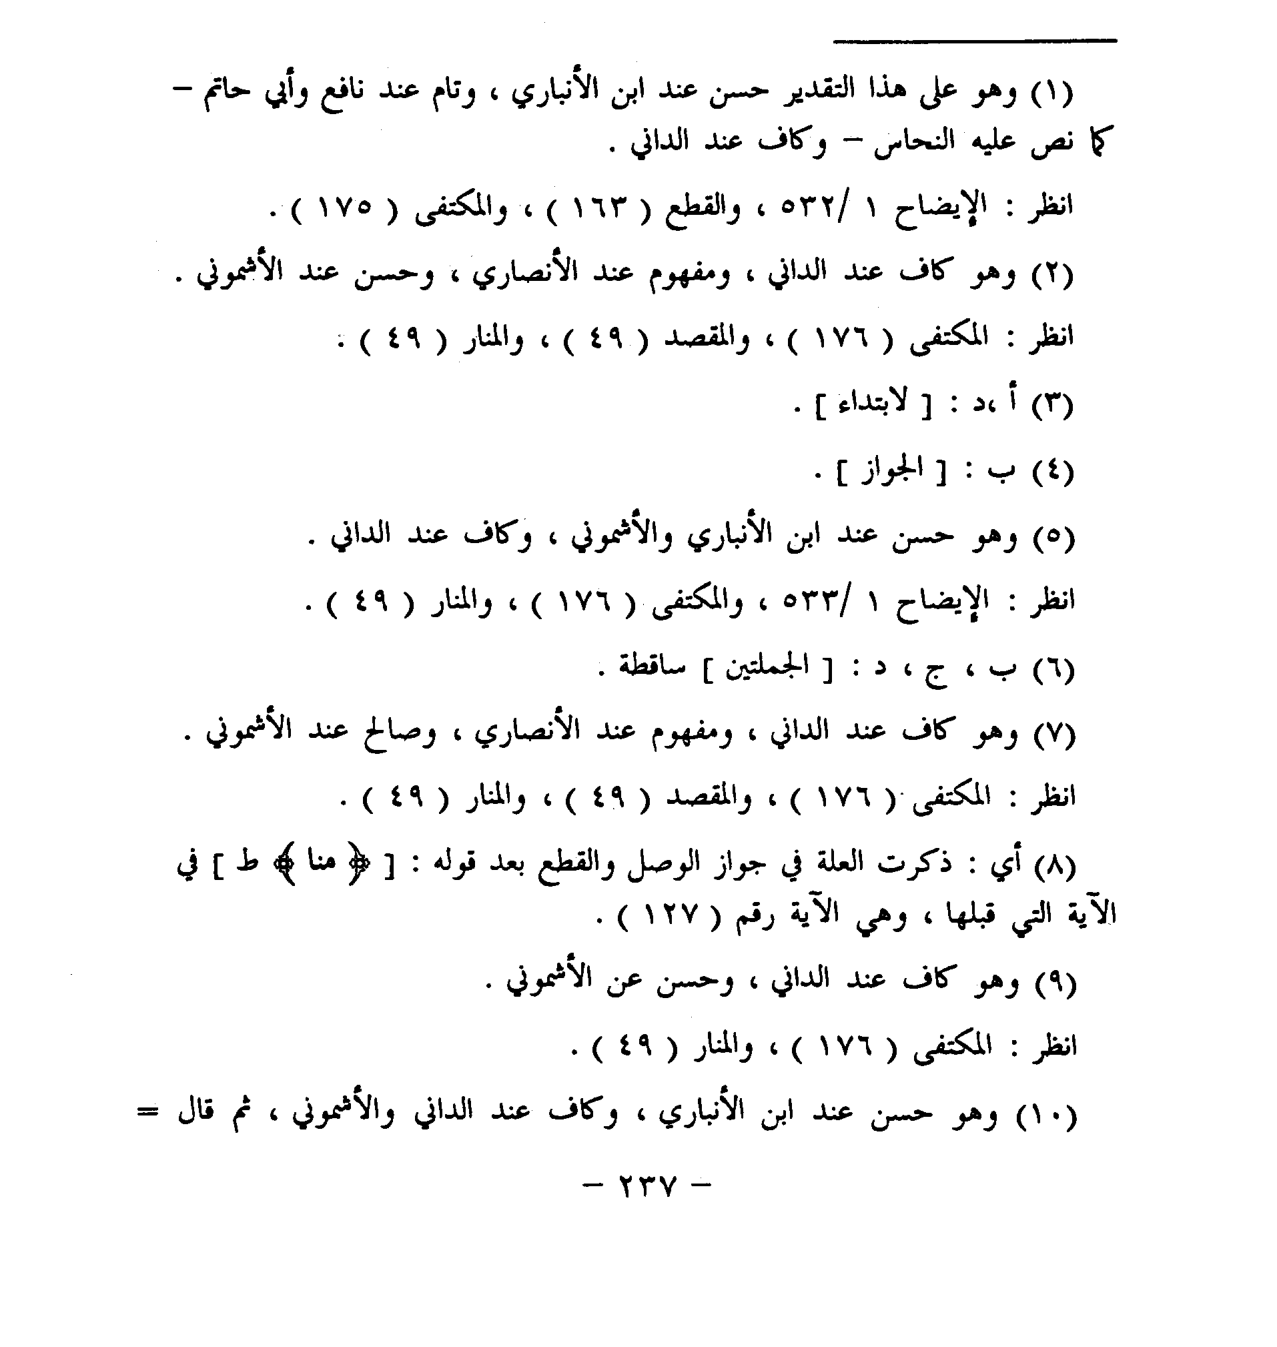 (١) وهو على هذا التقدير حسن عند ابن الأنباري ، وتام عند نافع وأبي حاتم –
كما نص عليه النحاس – وكاف عند الداني .
انظر : الإيضاح ١ /٥٣٢ ، والقطع ( ١٦٣ ) ، والمكتفى ( ١٧٥ ) .
(٢) وهو كاف عند الداني ، ومفهوم عند الأنصاري ، وحسن عند الأشموني .
انظر : المكتفى ( ١٧٦ ) ، والمقصد ( ٤٩ ) ، والمنار ( ٤٩ ) .
(٣) أ ،د : [ لابتداء ] .
(٤) ب : [ الجواز ] .
(٥) وهو حسن عند ابن الأنباري والأشموني ، وكاف عند الداني .
انظر : الإيضاح ١ /٥٣٣ ، والمكتفى ( ١٧٦ ) ، والمنار ( ٤٩ ) .
(٦) ب ، ج ، د : [ الجملتين ] ساقطة .
(٧) وهو كاف عند الداني ، ومفهوم عند الأنصاري ، وصالح عند الأشموني .
انظر : المكتفى ( ١٧٦ ) ، والمقصد ( ٤٩ ) ، والمنار ( ٤٩ ) .
(٨) أي : ذكرت العلة في جواز الوصل والقطع بعد قوله : [ ﴿ منا ﴾ ط ] في
الآية التي قبلها ، وهي الآية رقم ( ١٢٧ ) .
(٩) وهو كاف عند الداني ، وحسن عن الأشموني .
انظر : المكتفى ( ١٧٦ ) ، والمنار ( ٤٩ ) .
(١٠) وهو حسن عند ابن الأنباري ، وكاف عند الداني والأشموني ، ثم قال =
– ٢٣٧ –